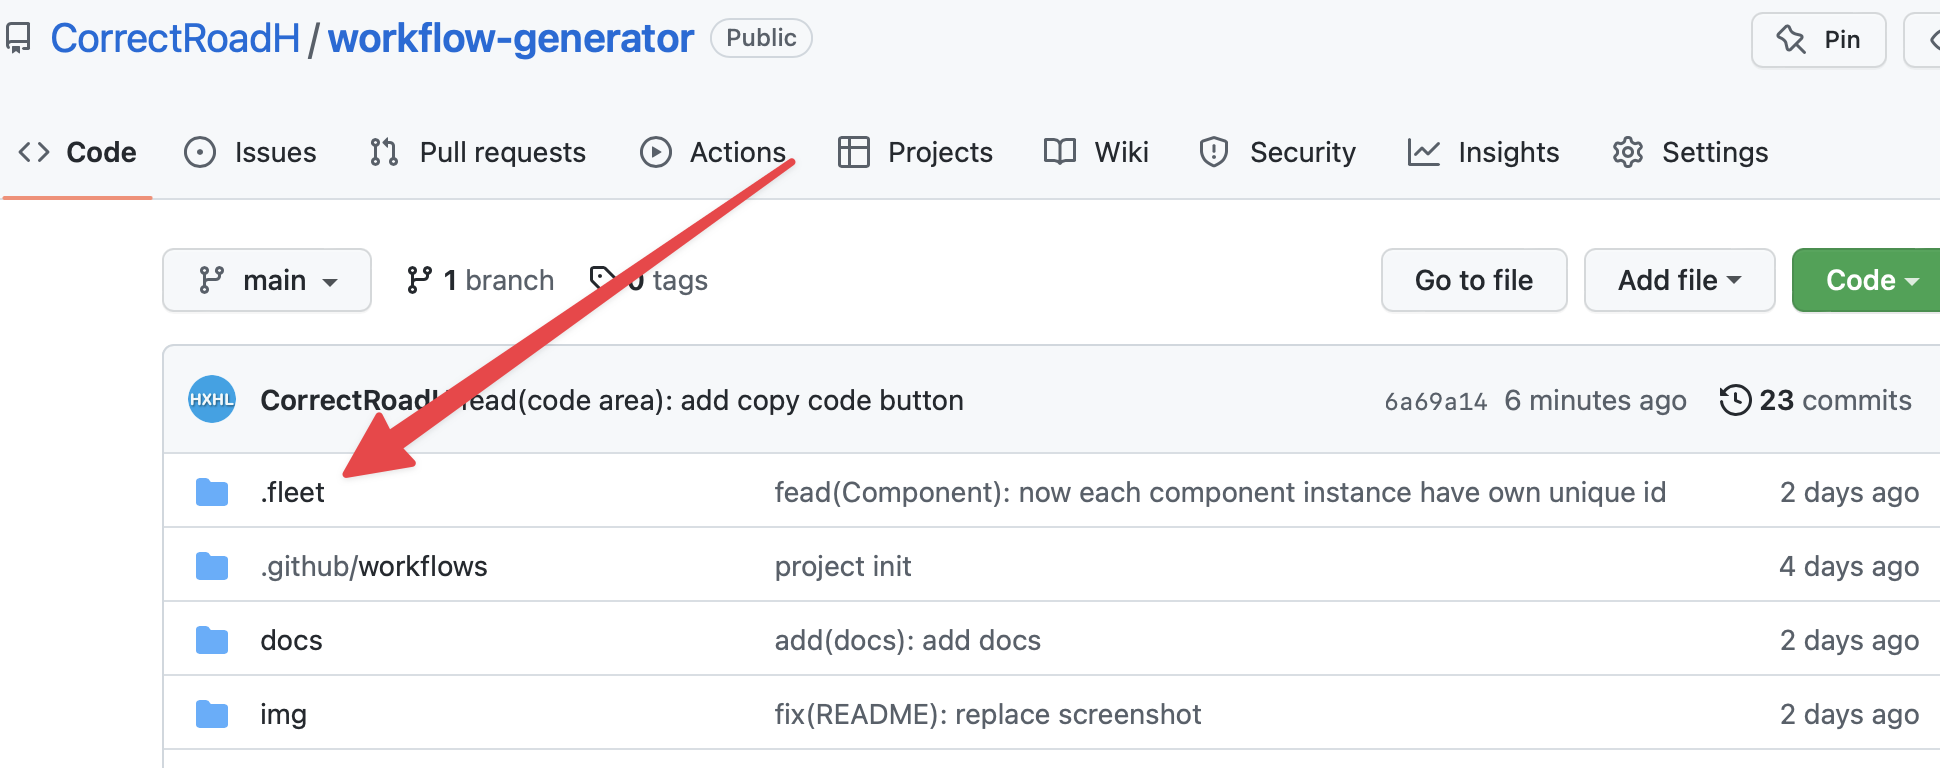 CorrectRoadH / workflow-generator Public Pin
Code Issues Pull requests Actions Projects Wiki Security Insights Settings
main 1 branch 0 tags Go to file Add file Code
HXHL CorrectRoadH fead(code area): add copy code button 6a69a14 6 minutes ago 23 commits
.fleet fead(Component): now each component instance have own unique id 2 days ago
.github/workflows project init 4 days ago
docs add(docs): add docs 2 days ago
img fix(README): replace screenshot 2 days ago